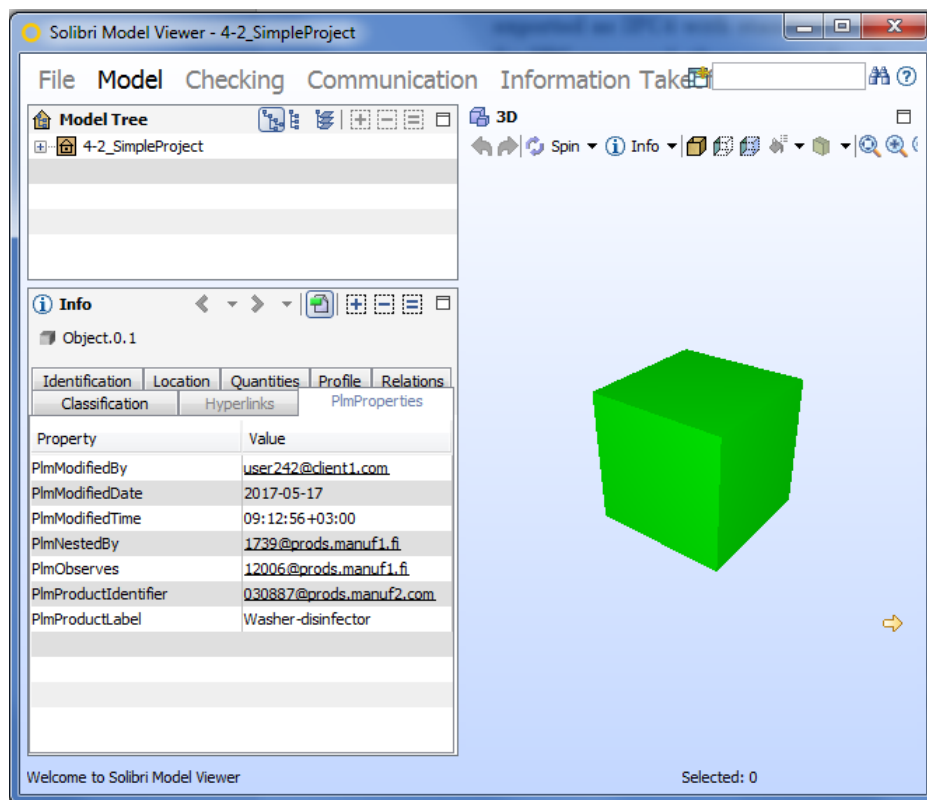 Solibri Model Viewer - 4-2_SimpleProject
File Model Checking Communication Information Take
Model Tree
4-2_SimpleProject
3D
Spin Info
Info
Object.0.1
Identification Location Quantities Profile Relations
Classification Hyperlinks PlmProperties
Property Value
PlmModifiedBy user242@client1.com
PlmModifiedDate 2017-05-17
PlmModifiedTime 09:12:56+03:00
PlmNestedBy 1739@prods.manuf1.fi
PlmObserves 12006@prods.manuf1.fi
PlmProductIdentifier 030887@prods.manuf2.com
PlmProductLabel Washer-disinfector
Welcome to Solibri Model Viewer Selected: 0